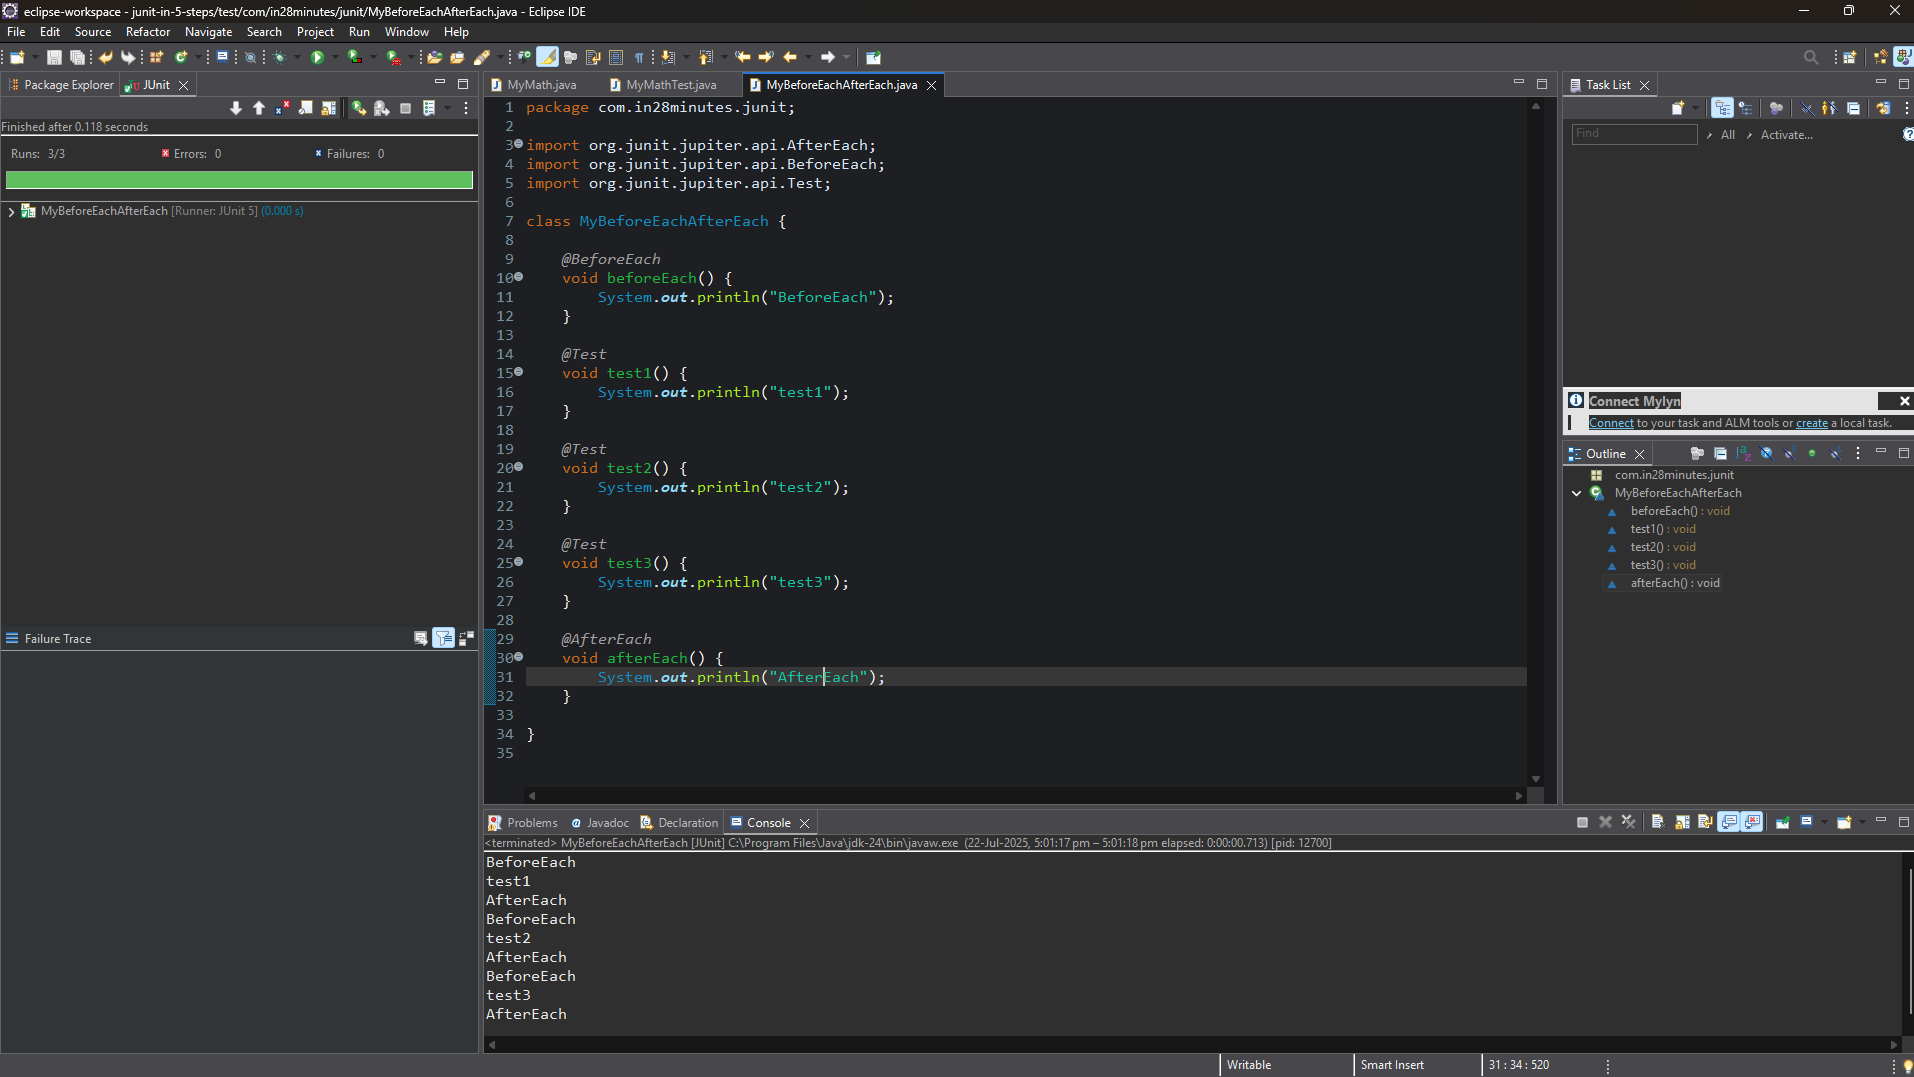 eclipse-workspace - junit-in-5-steps/test/com/in28minutes/junit/MyBeforeEachAfterEach.java - Eclipse IDE
File Edit Source Refactor Navigate Search Project Run Window Help
Package Explorer JUnit
Finished after 0.118 seconds
Runs: 3/3 Errors: 0 Failures: 0
MyBeforeEachAfterEach [Runner: JUnit 5] (0.000 s)
Failure Trace
MyMath.java MyMathTest.java MyBeforeEachAfterEach.java
1 package com.in28minutes.junit;
2
3 import org.junit.jupiter.api.AfterEach;
4 import org.junit.jupiter.api.BeforeEach;
5 import org.junit.jupiter.api.Test;
6
7 class MyBeforeEachAfterEach {
8
9 @BeforeEach
10 void beforeEach() {
11 System.out.println("BeforeEach");
12 }
13
14 @Test
15 void test1() {
16 System.out.println("test1");
17 }
18
19 @Test
20 void test2() {
21 System.out.println("test2");
22 }
23
24 @Test
25 void test3() {
26 System.out.println("test3");
27 }
28
29 @AfterEach
30 void afterEach() {
31 System.out.println("AfterEach");
32 }
33
34 }
35
Task List
Find All Activate...
Connect Mylyn
Connect to your task and ALM tools or create a local task.
Outline
com.in28minutes.junit
MyBeforeEachAfterEach
beforeEach() : void
test1() : void
test2() : void
test3() : void
afterEach() : void
Problems Javadoc Declaration Console
<terminated> MyBeforeEachAfterEach [JUnit] C:\Program Files\Java\jdk-24\bin\javaw.exe (22-Jul-2025, 5:01:17 pm – 5:01:18 pm elapsed: 0:00:00.713) [pid: 12700]
BeforeEach
test1
AfterEach
BeforeEach
test2
AfterEach
BeforeEach
test3
AfterEach
Writable Smart Insert 31 : 34 : 520